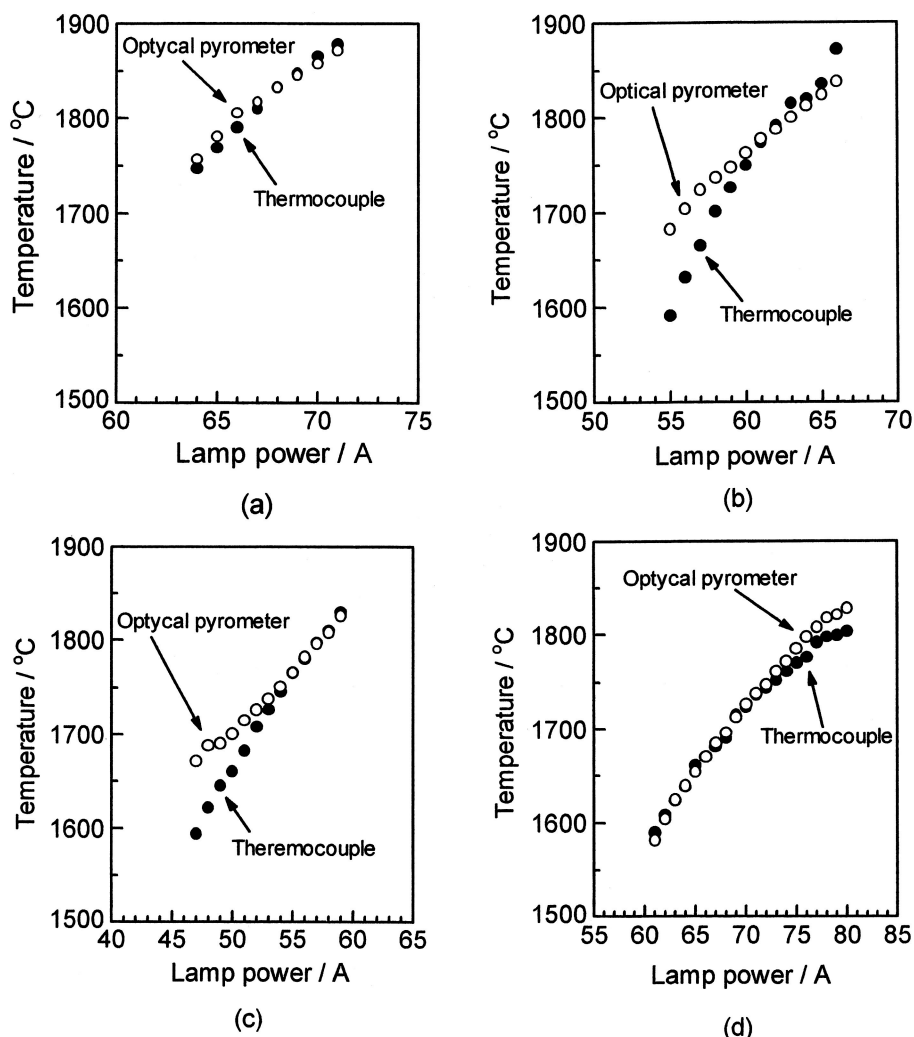 1900
1800
1700
1600
1500
Temperature / °C
Optycal pyrometer
Thermocouple
60 65 70 75
Lamp power / A
(a)
1900
1800
1700
1600
1500
Temperature / °C
Optical pyrometer
Thermocouple
50 55 60 65 70
Lamp power / A
(b)
1900
1800
1700
1600
1500
Temperature / °C
Optycal pyrometer
Theremocouple
40 45 50 55 60 65
Lamp power / A
(c)
1900
1800
1700
1600
1500
Temperature / °C
Optycal pyrometer
Thermocouple
55 60 65 70 75 80 85
Lamp power / A
(d)